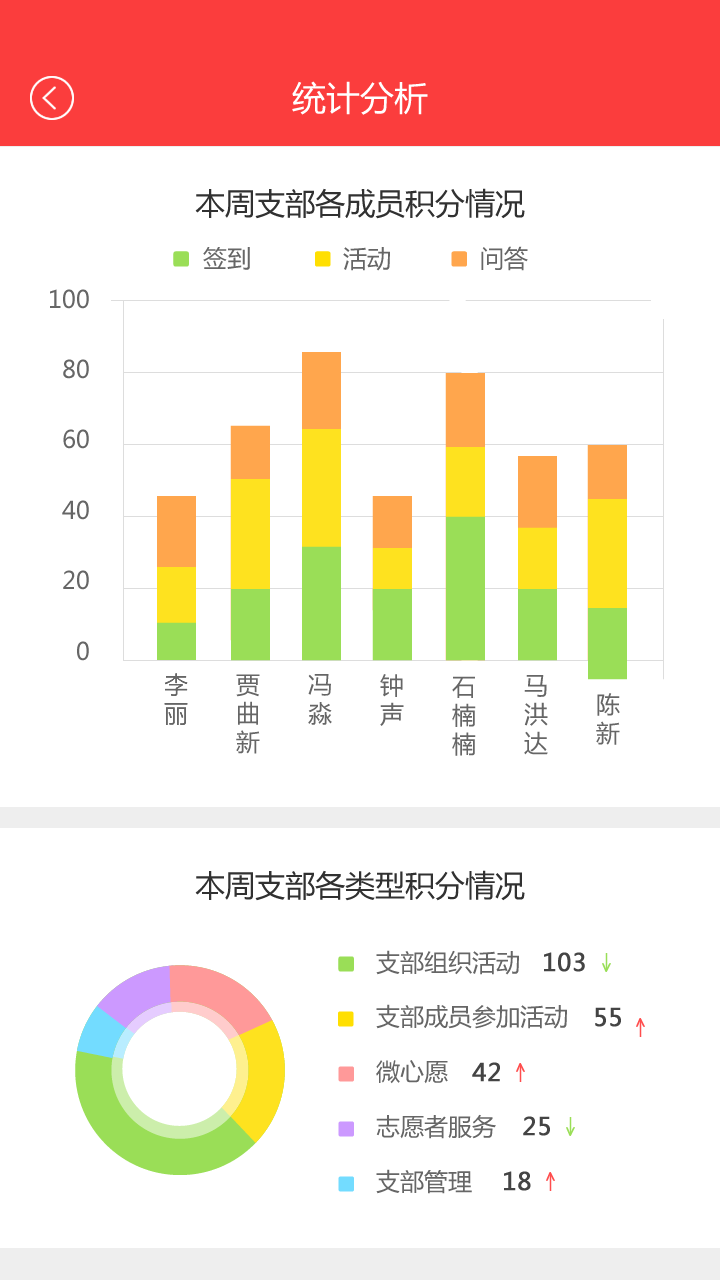 统计分析
本周支部各成员积分情况
签到 活动 问答
100
80
60
40
20
0
李丽 贾曲新 冯淼 钟声 石楠楠 马洪达 陈新
本周支部各类型积分情况
支部组织活动 103 ↓
支部成员参加活动 55 ↑
微心愿 42 ↑
志愿者服务 25 ↓
支部管理 18 ↑